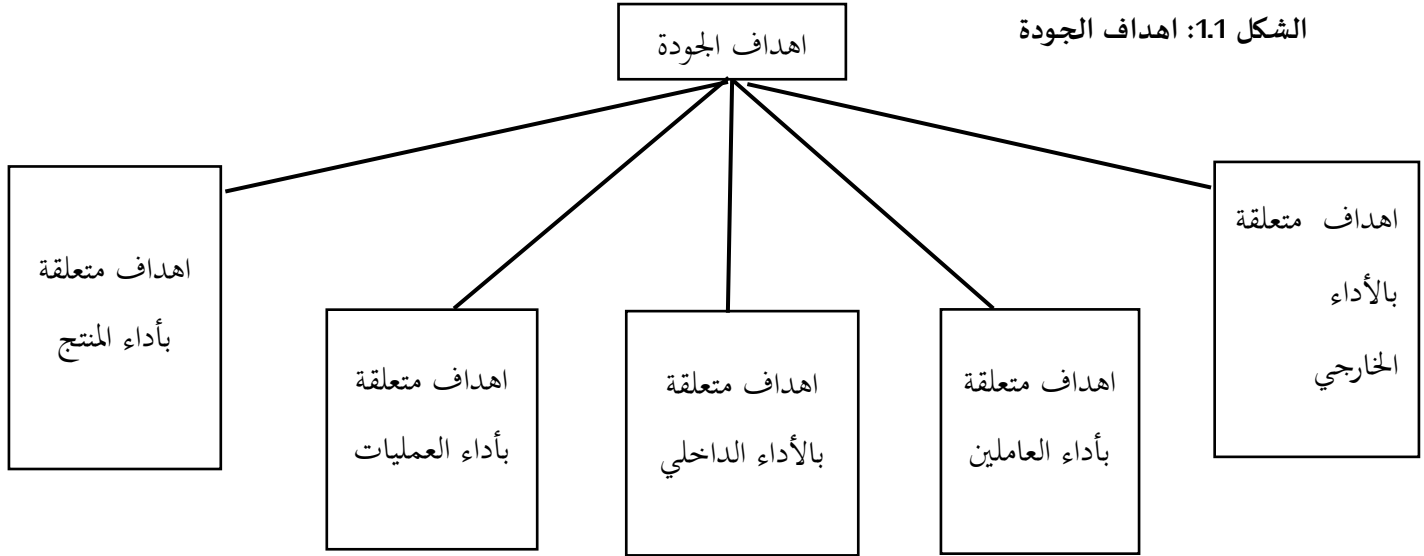 الشكل 1.1: اهداف الجودة
اهداف الجودة
اهداف متعلقة
بالأداء
الخارجي
اهداف متعلقة
بأداء العاملين
اهداف متعلقة
بالأداء الداخلي
اهداف متعلقة
بأداء العمليات
اهداف متعلقة
بأداء المنتج